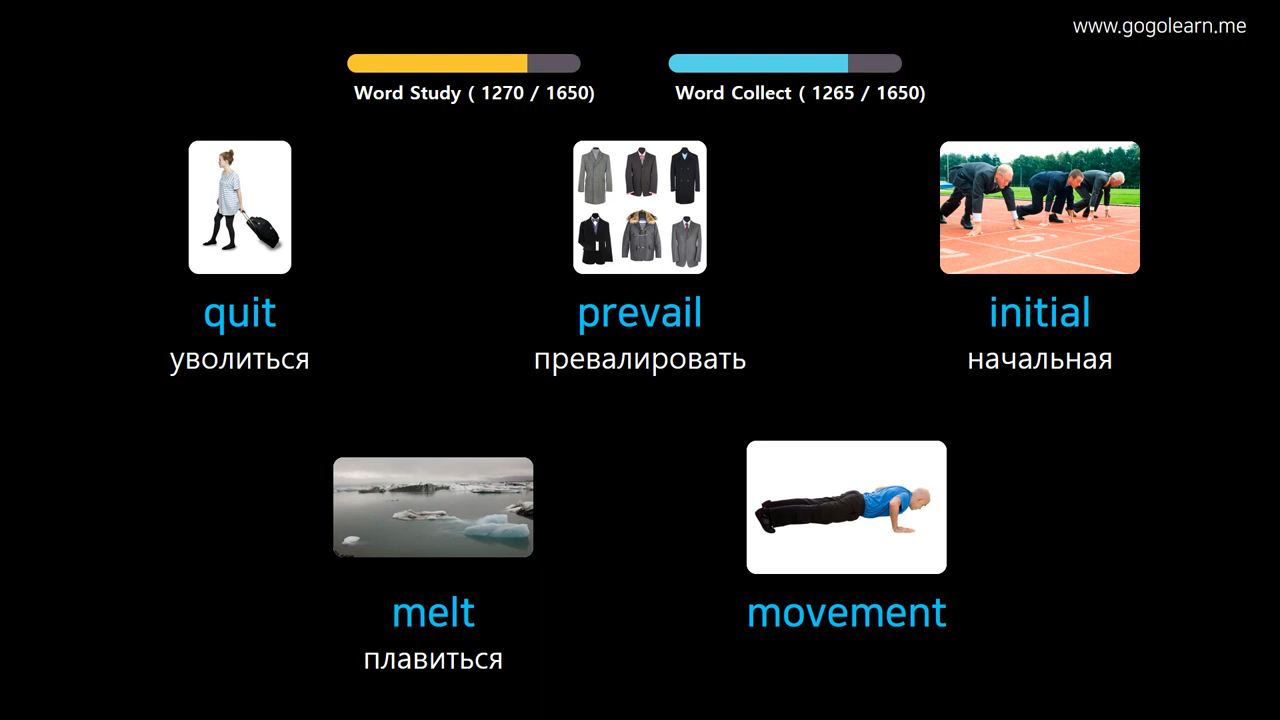 www.gogolearn.me
Word Study ( 1270 / 1650)
Word Collect ( 1265 / 1650)
quit
уволиться
prevail
превалировать
initial
начальная
melt
плавиться
movement